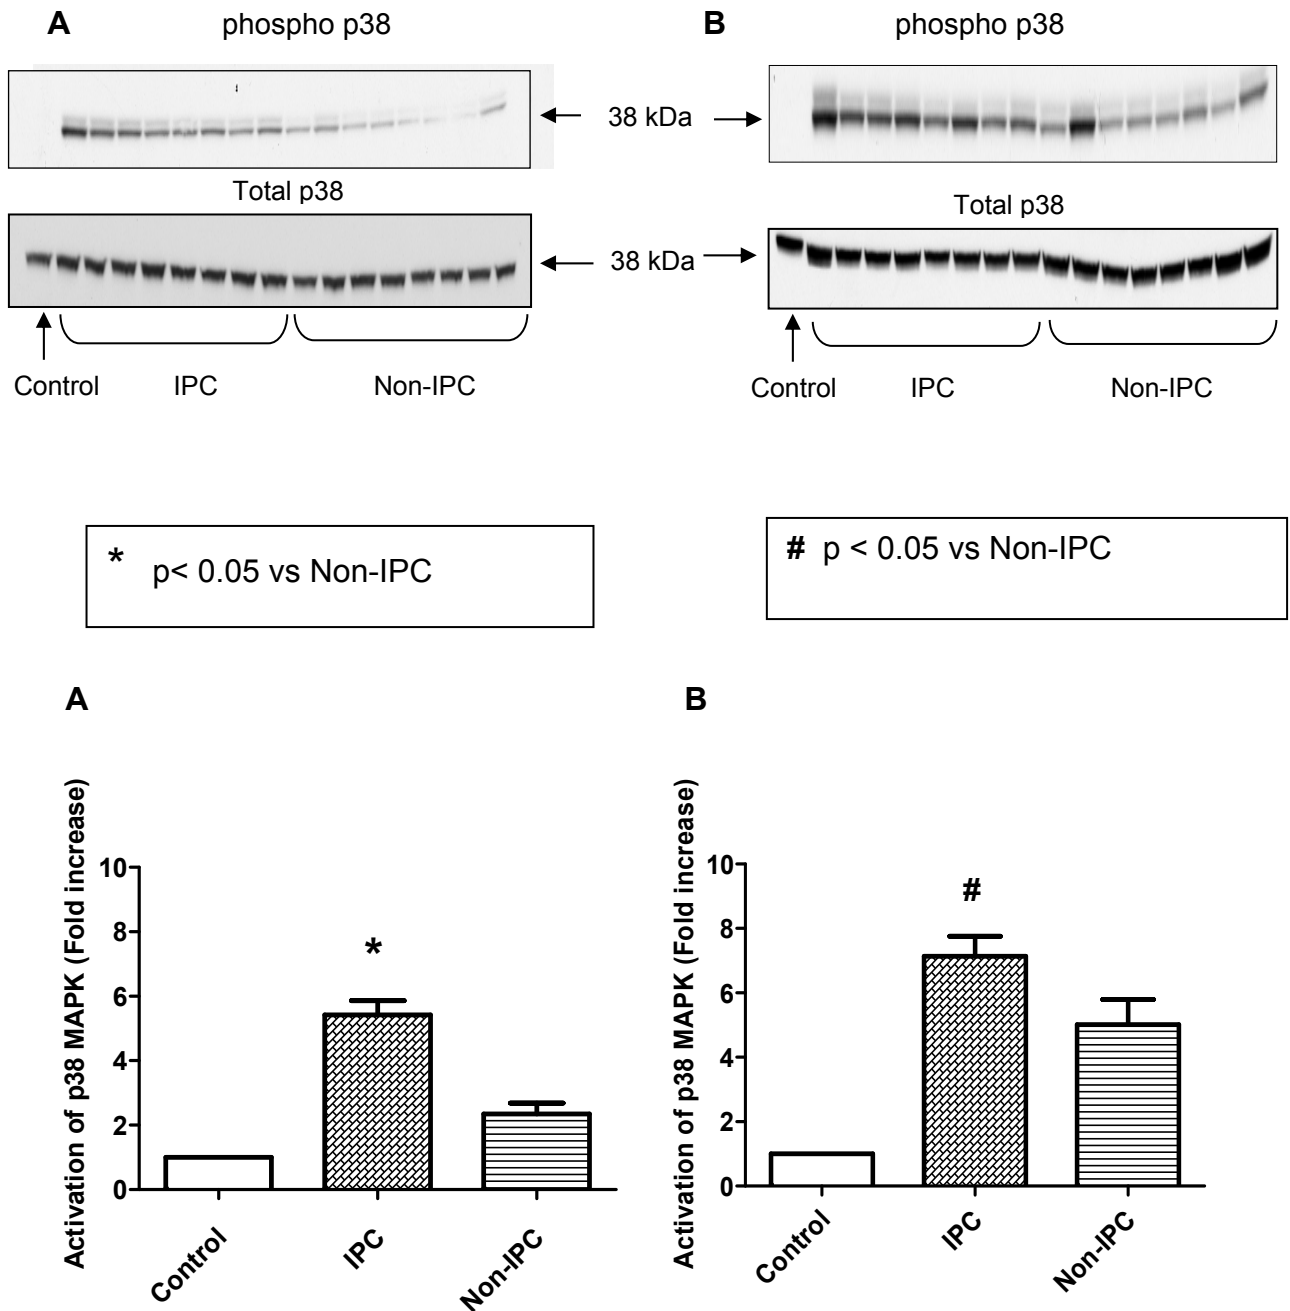 A
phospho p38
B
phospho p38
38 kDa
Total p38
Total p38
38 kDa
Control
IPC
Non-IPC
Control
IPC
Non-IPC
* p< 0.05 vs Non-IPC
# p < 0.05 vs Non-IPC
A
Activation of p38 MAPK (Fold increase)
10
8
6
4
2
0
*
Control
IPC
Non-IPC
B
Activation of p38 MAPK (Fold increase)
10
8
6
4
2
0
#
Control
IPC
Non-IPC